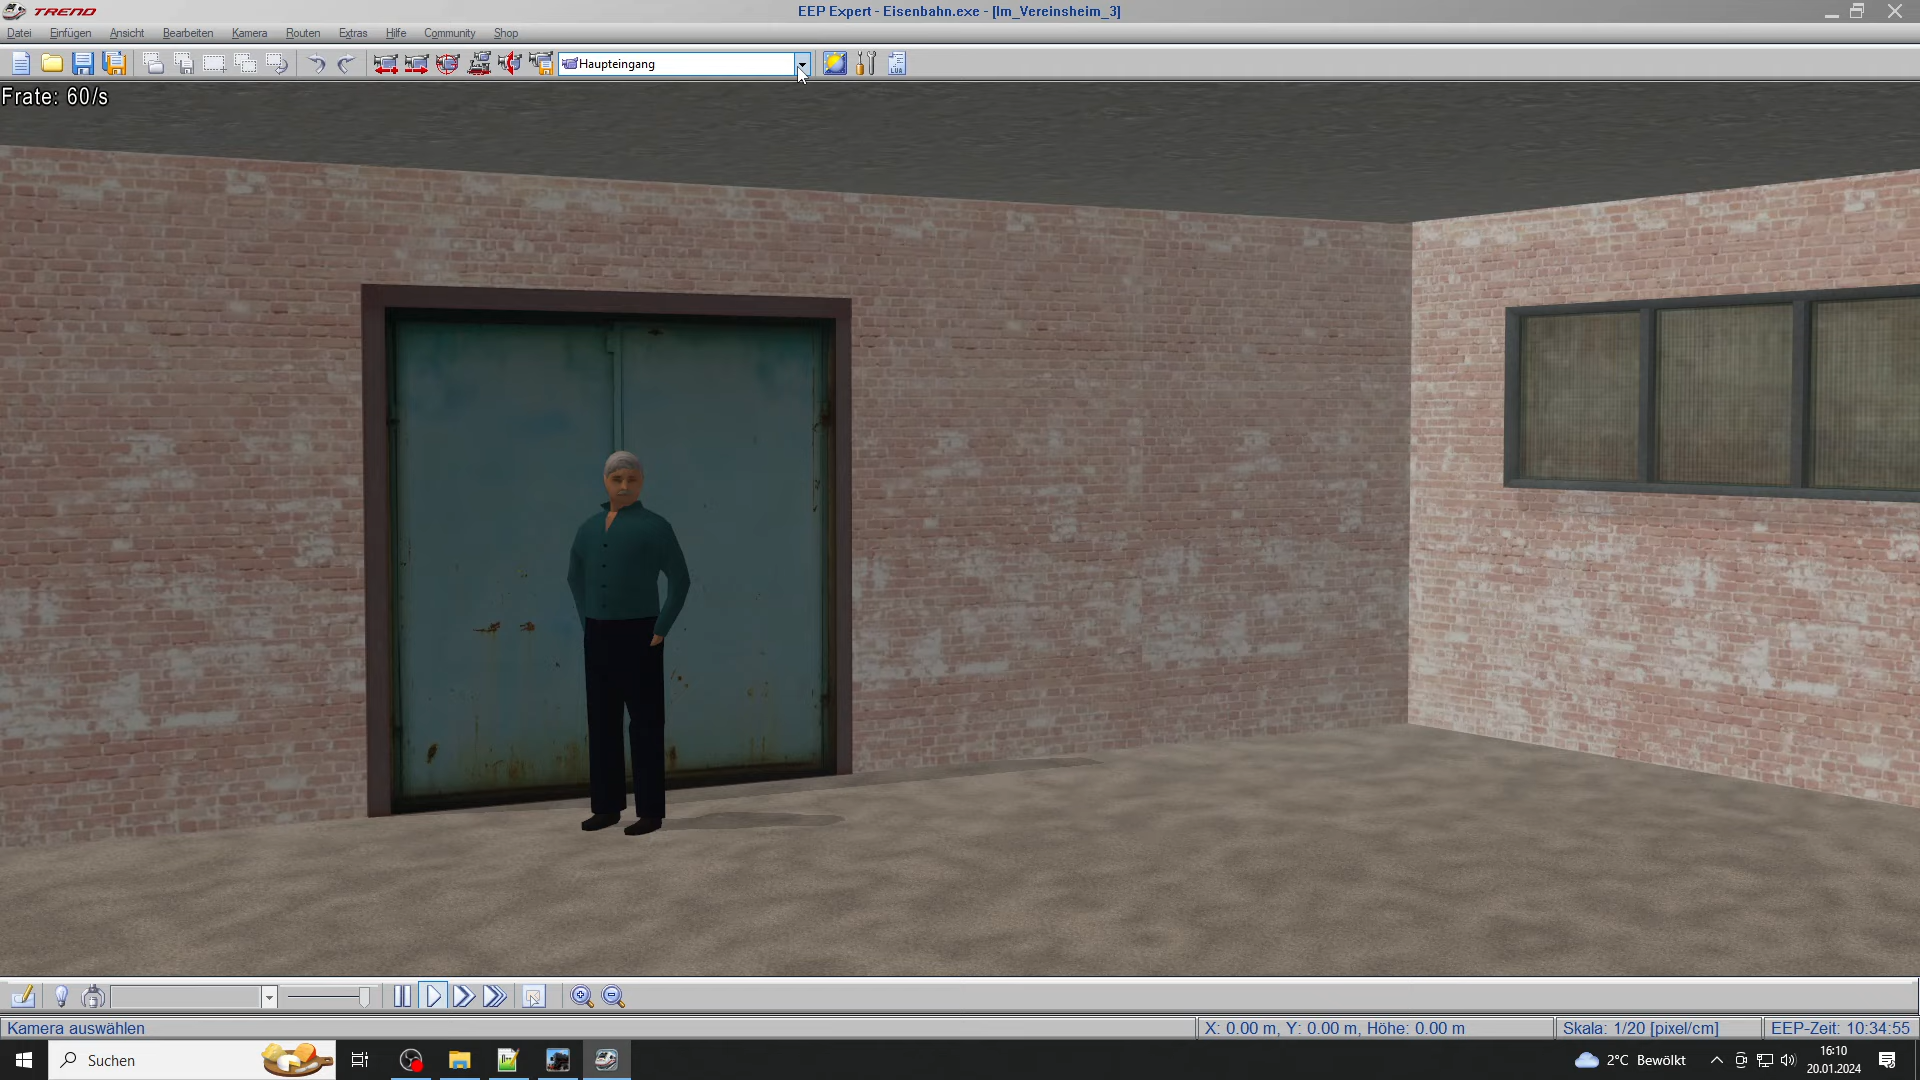 TREND
EEP Expert - Eisenbahn.exe - [Im_Vereinsheim_3]
Datei Einfügen Ansicht Bearbeiten Kamera Routen Extras Hilfe Community Shop
Haupteingang
LUA
Frate: 60/s
Kamera auswählen
X: 0.00 m, Y: 0.00 m, Höhe: 0.00 m
Skala: 1/20 [pixel/cm]
EEP-Zeit: 10:34:55
Suchen
2°C Bewölkt
16:10
20.01.2024